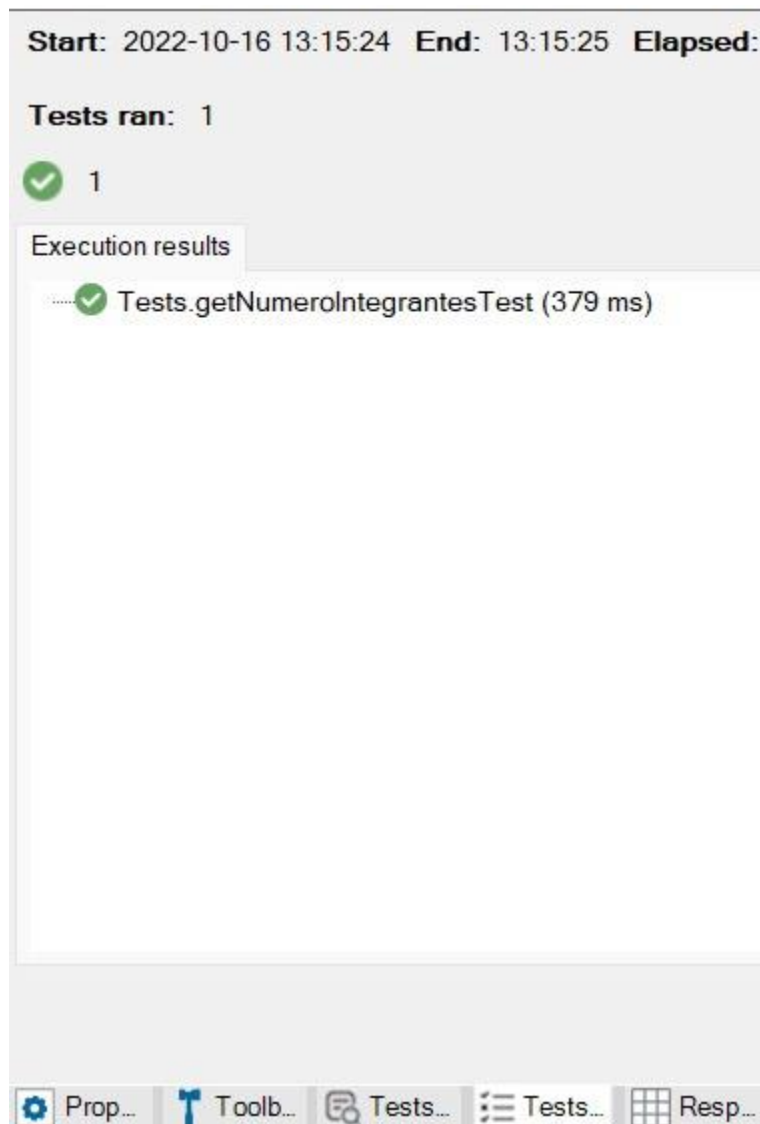 Start: 2022-10-16 13:15:24 End: 13:15:25 Elapsed:
Tests ran: 1
1
Execution results
Tests.getNumeroIntegrantesTest (379 ms)
Prop... Toolb... Tests... Tests... Resp...